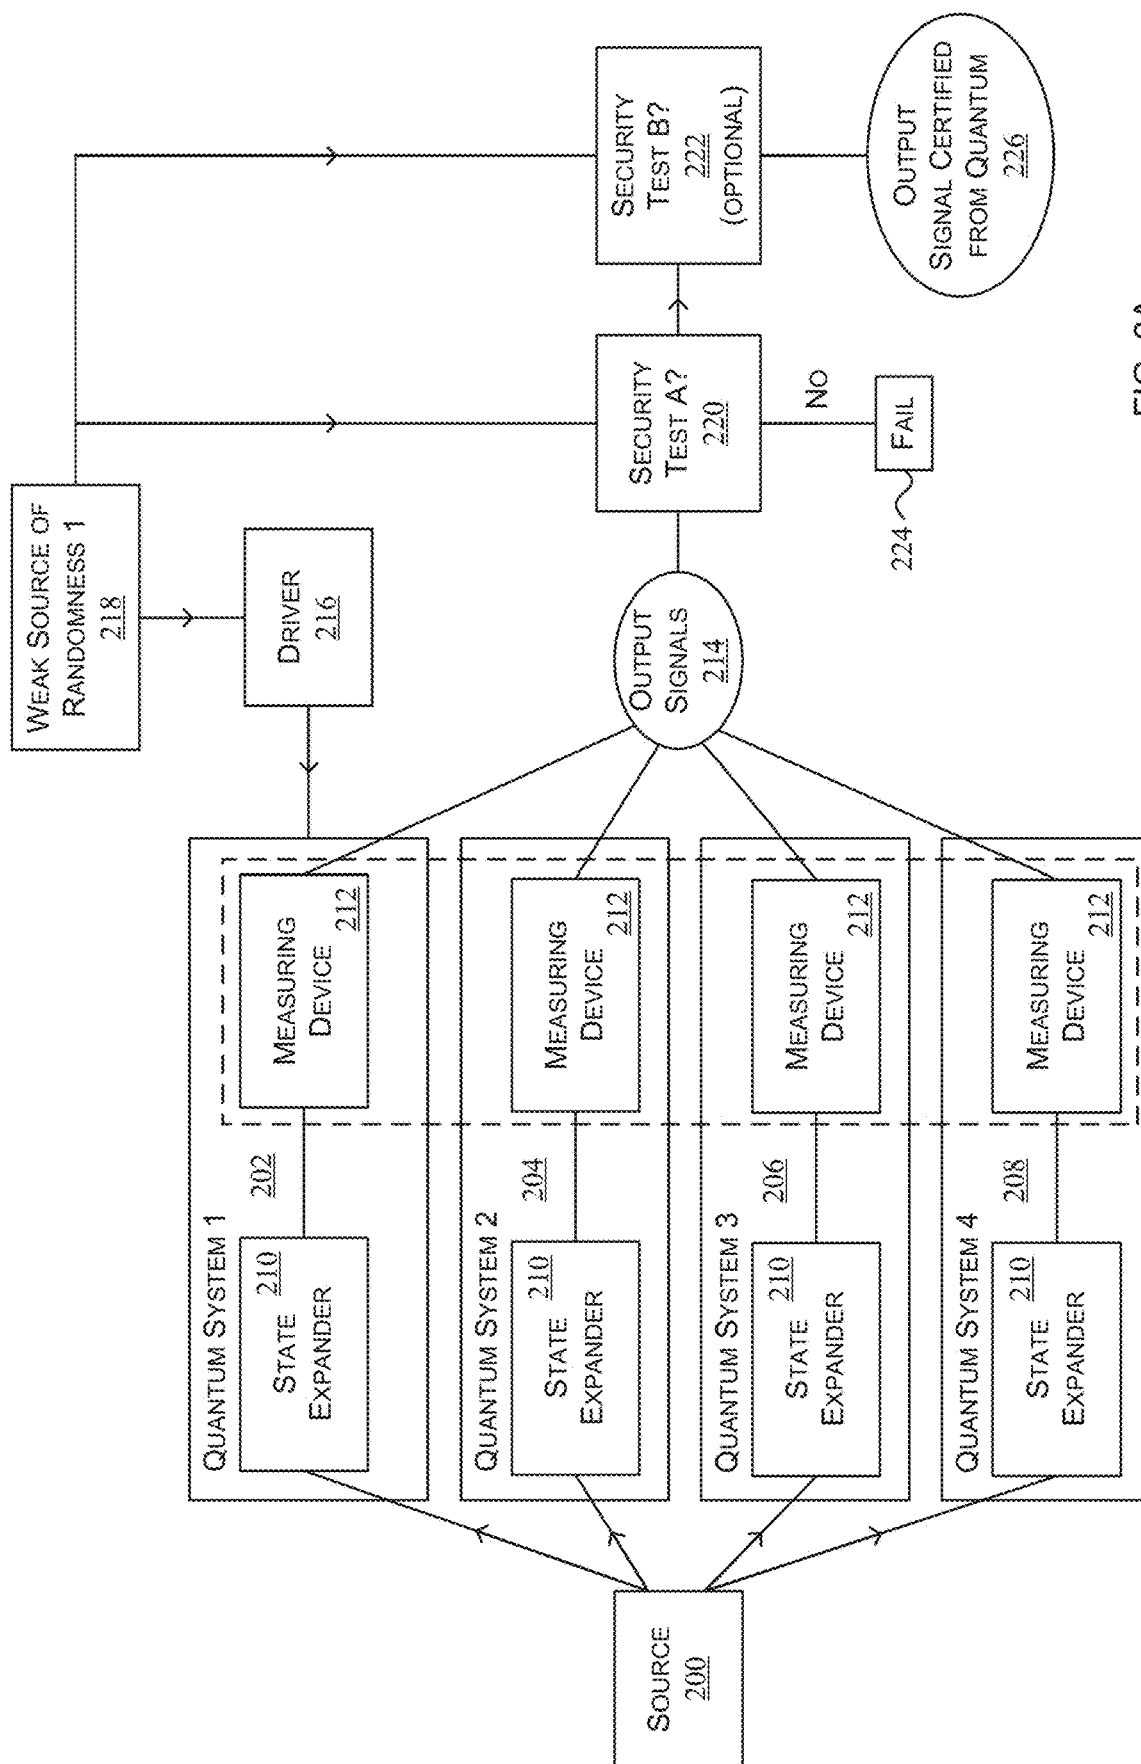 WEAK SOURCE OF
RANDOMNESS 1
218
DRIVER
216
SOURCE
200
QUANTUM SYSTEM 1
210
STATE
EXPANDER
202
MEASURING
DEVICE
212
QUANTUM SYSTEM 2
210
STATE
EXPANDER
204
MEASURING
DEVICE
212
QUANTUM SYSTEM 3
210
STATE
EXPANDER
206
MEASURING
DEVICE
212
QUANTUM SYSTEM 4
210
STATE
EXPANDER
208
MEASURING
DEVICE
212
OUTPUT
SIGNALS
214
SECURITY
TEST A?
220
NO
224
FAIL
SECURITY
TEST B?
222
(OPTIONAL)
OUTPUT
SIGNAL CERTIFIED
FROM QUANTUM
226
FIG.